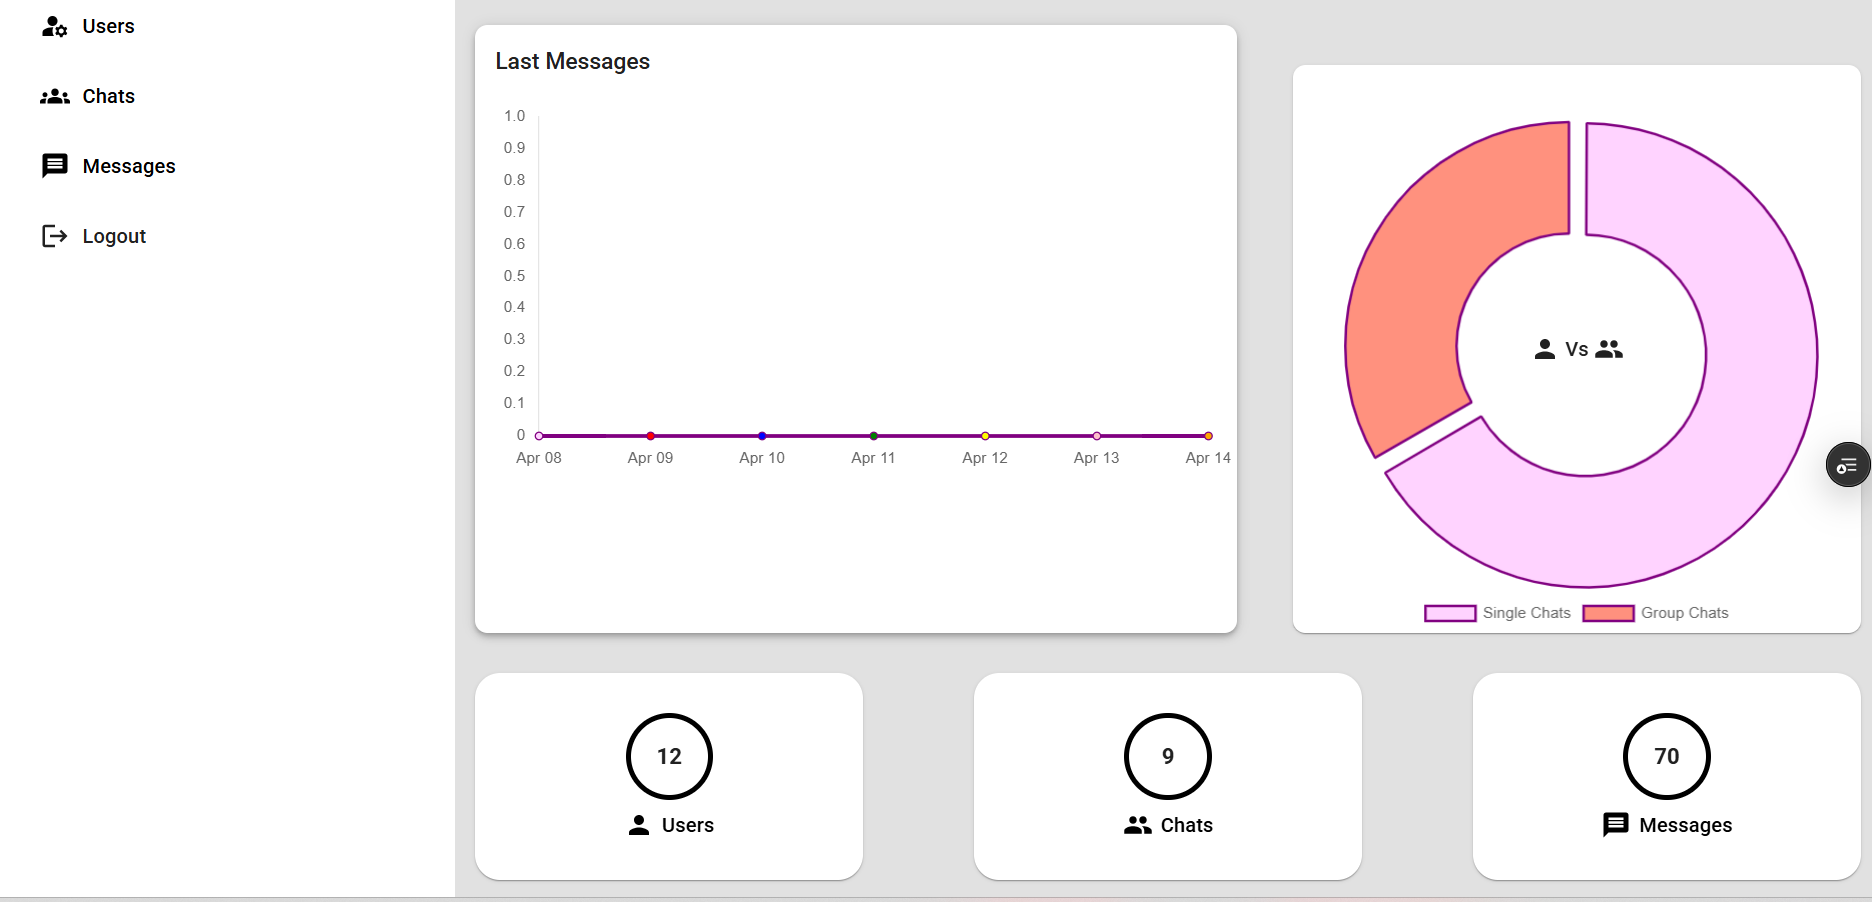 Users
Chats
Messages
Logout
Last Messages
1.0
0.9
0.8
0.7
0.6
0.5
0.4
0.3
0.2
0.1
0
Apr 08 Apr 09 Apr 10 Apr 11 Apr 12 Apr 13 Apr 14
Vs
Single Chats Group Chats
12
Users
9
Chats
70
Messages